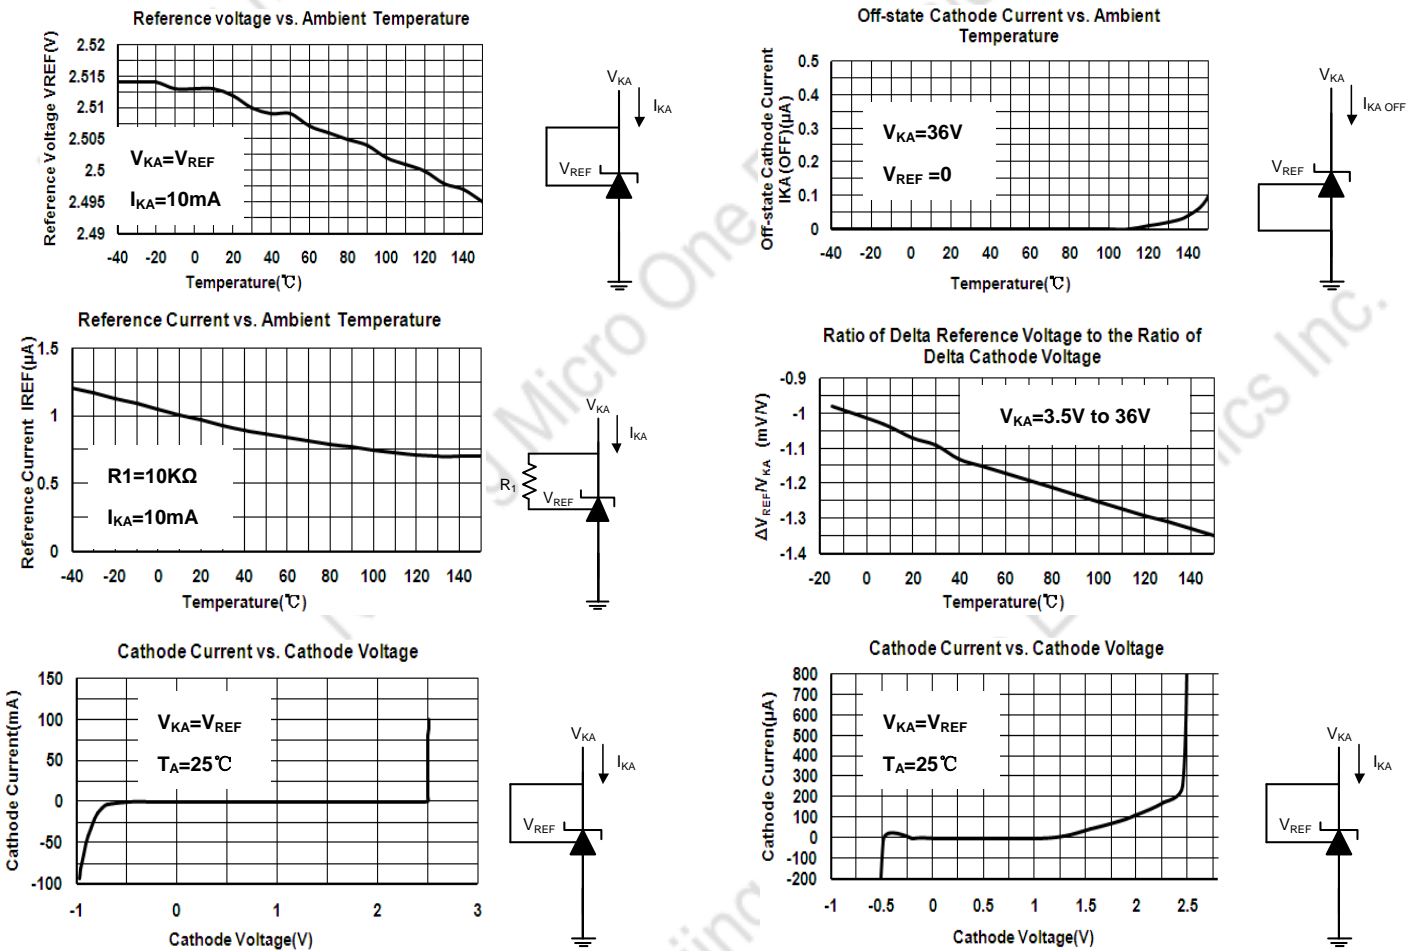 Reference voltage vs. Ambient Temperature
Reference Voltage VREF(V)
2.52
2.515
2.51
2.505
2.5
2.495
2.49
VKA=VREF
IKA=10mA
-40 -20 0 20 40 60 80 100 120 140
Temperature(℃)
VKA
IKA
VREF
Off-state Cathode Current vs. Ambient
Temperature
Off-state Cathode Current
IKA(OFF)(μA)
0.5
0.4
0.3
0.2
0.1
0
VKA=36V
VREF =0
-40 -20 0 20 40 60 80 100 120 140
Temperature(℃)
VKA
IKA OFF
VREF
Reference Current vs. Ambient Temperature
Reference Current IREF(μA)
1.5
1
0.5
0
R1=10KΩ
IKA=10mA
-40 -20 0 20 40 60 80 100 120 140
Temperature(℃)
VKA
IKA
R1
VREF
Ratio of Delta Reference Voltage to the Ratio of
Delta Cathode Voltage
ΔVREF/VKA (mV/V)
-0.9
-1
-1.1
-1.2
-1.3
-1.4
VKA=3.5V to 36V
-20 0 20 40 60 80 100 120 140
Temperature(℃)
Cathode Current vs. Cathode Voltage
Cathode Current(mA)
150
100
50
0
-50
-100
VKA=VREF
TA=25℃
-1 0 1 2 3
Cathode Voltage(V)
VKA
IKA
VREF
Cathode Current vs. Cathode Voltage
Cathode Current(μA)
800
700
600
500
400
300
200
100
0
-100
-200
VKA=VREF
TA=25℃
-1 -0.5 0 0.5 1 1.5 2 2.5
Cathode Voltage(V)
VKA
IKA
VREF
Micro One
Inc.